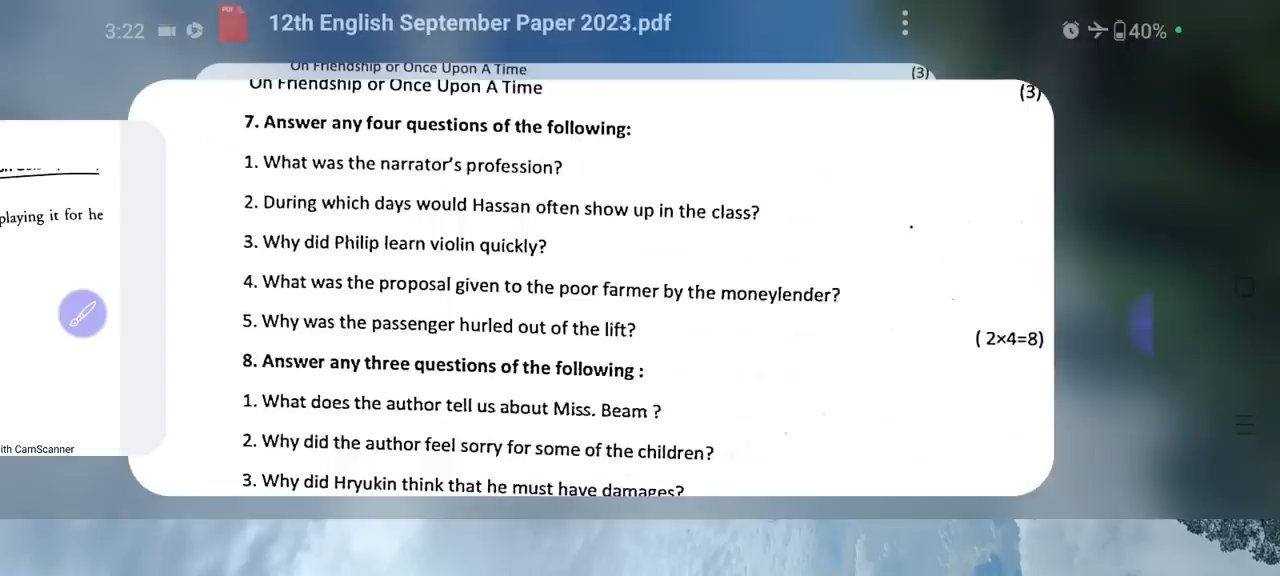 3:22
12th English September Paper 2023.pdf
40%
On Friendship or Once Upon A Time (3)
On Friendship or Once Upon A Time (3)
7. Answer any four questions of the following:
1. What was the narrator's profession?
2. During which days would Hassan often show up in the class?
3. Why did Philip learn violin quickly?
4. What was the proposal given to the poor farmer by the moneylender?
5. Why was the passenger hurled out of the lift? ( 2×4=8)
8. Answer any three questions of the following :
1. What does the author tell us about Miss. Beam ?
2. Why did the author feel sorry for some of the children?
3. Why did Hryukin think that he must have damages?
playing it for he
ith CamScanner